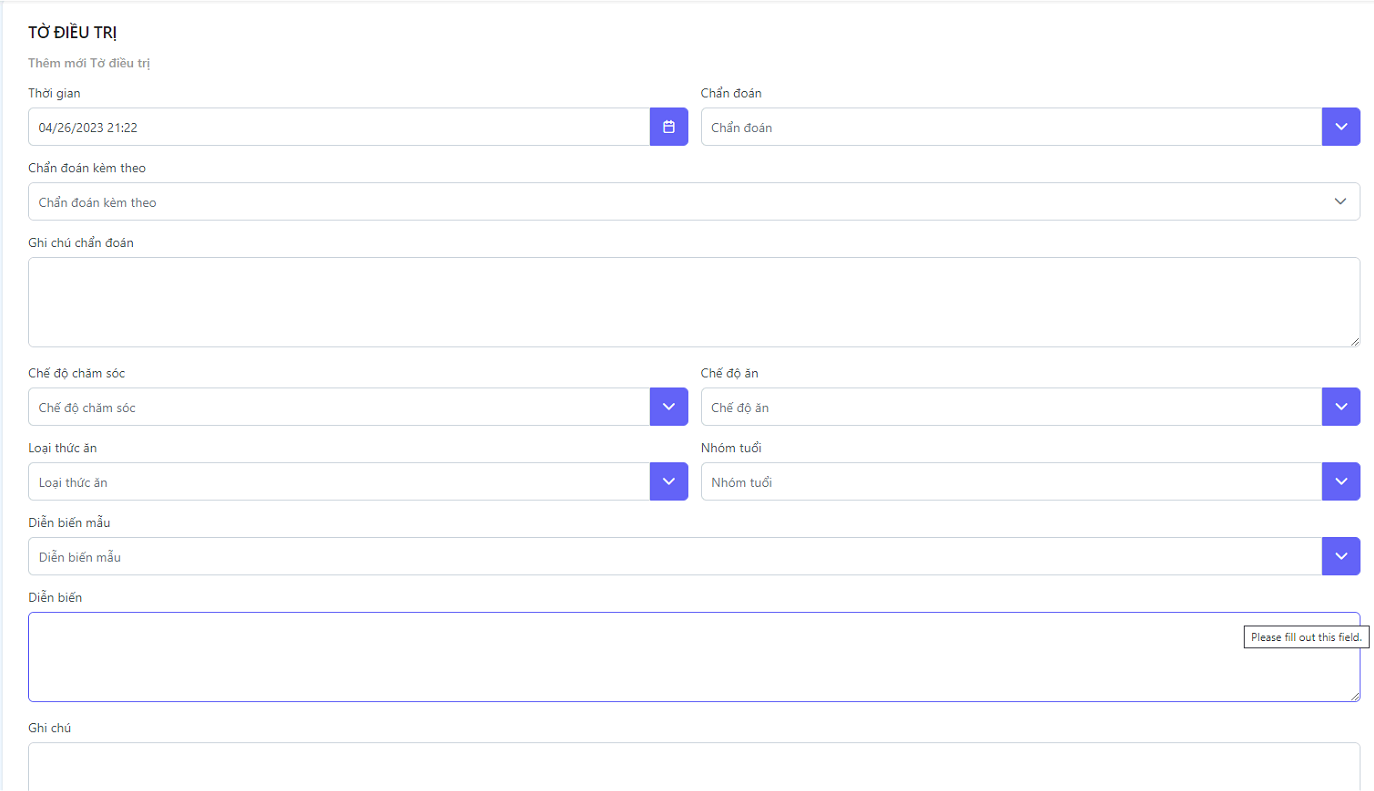 TỜ ĐIỀU TRỊ
Thêm mới Tờ điều trị
Thời gian
Chẩn đoán
04/26/2023 21:22
Chẩn đoán
Chẩn đoán kèm theo
Chẩn đoán kèm theo
Ghi chú chẩn đoán
Chế độ chăm sóc
Chế độ ăn
Chế độ chăm sóc
Chế độ ăn
Loại thức ăn
Nhóm tuổi
Loại thức ăn
Nhóm tuổi
Diễn biến mẫu
Diễn biến mẫu
Diễn biến
Please fill out this field.
Ghi chú